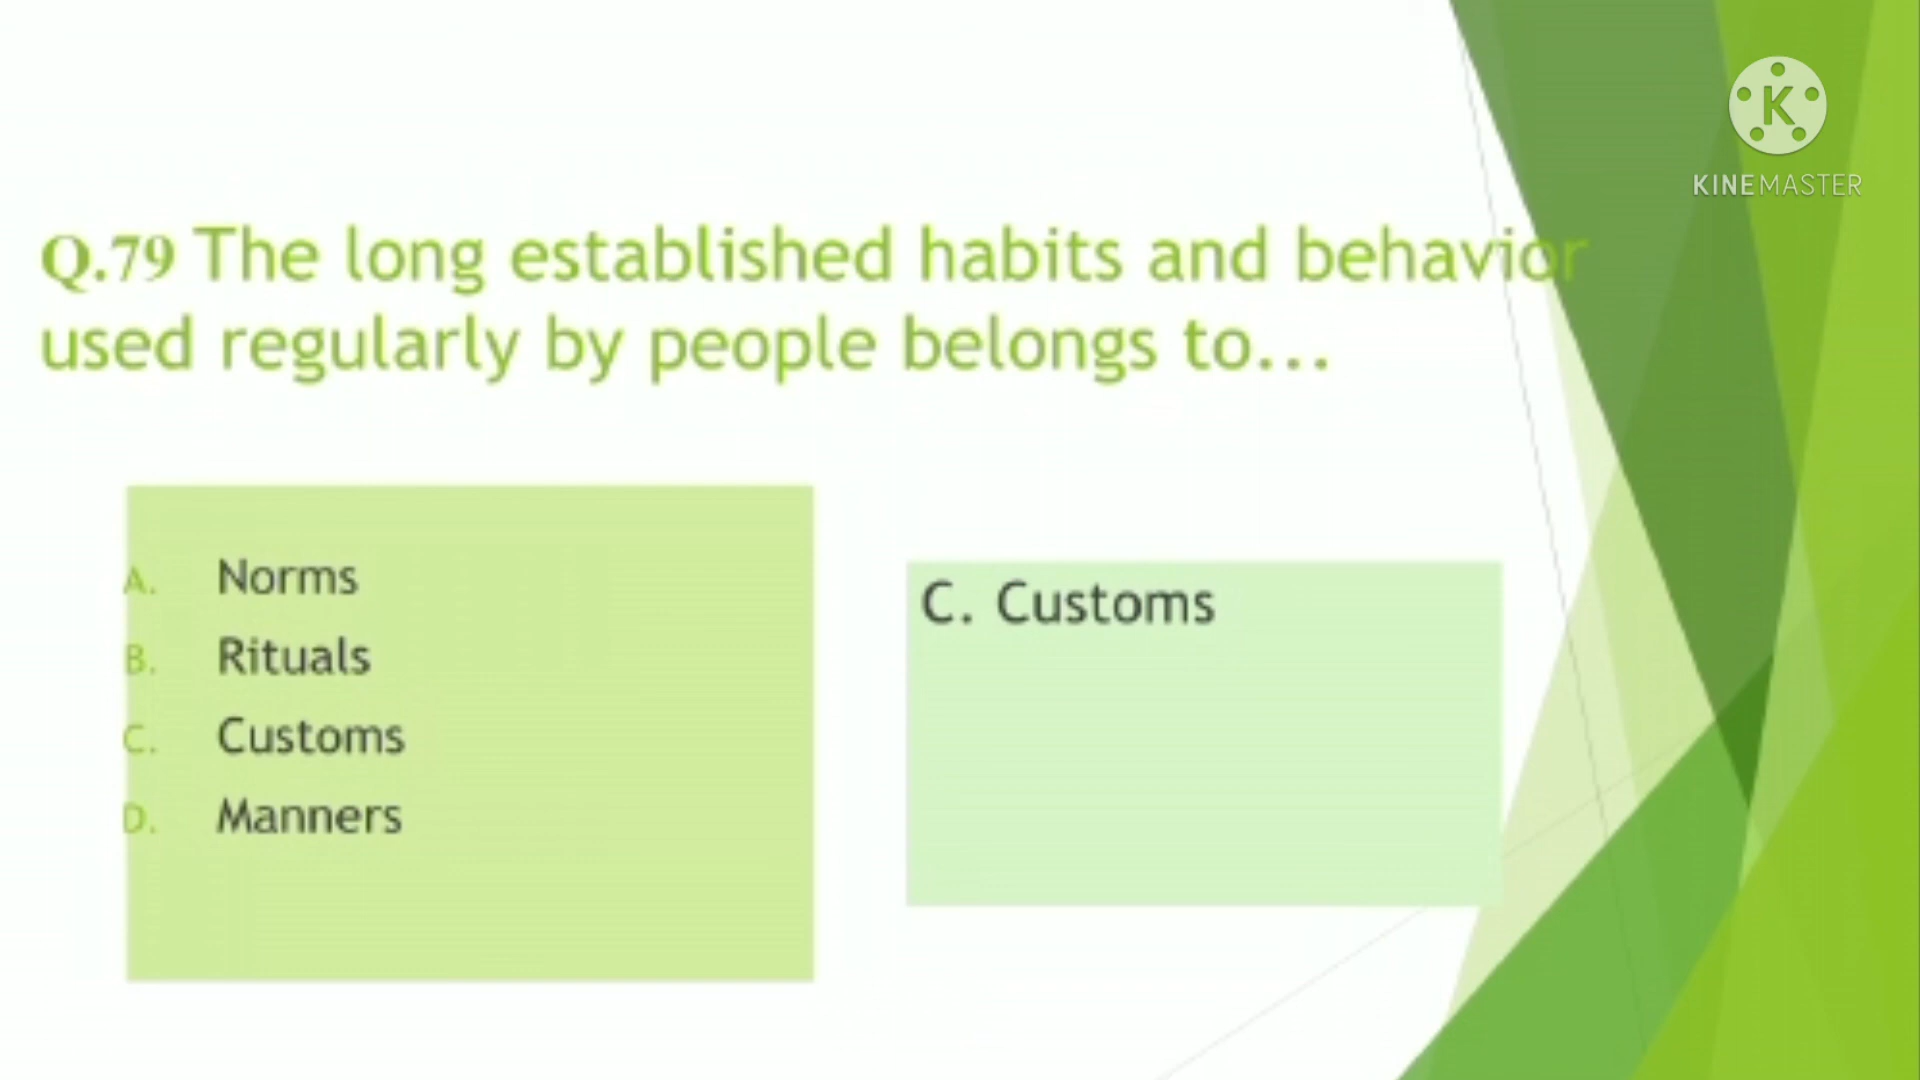 KINEMASTER
Q.79 The long established habits and behavior
used regularly by people belongs to...
A. Norms
B. Rituals
C. Customs
D. Manners
C. Customs